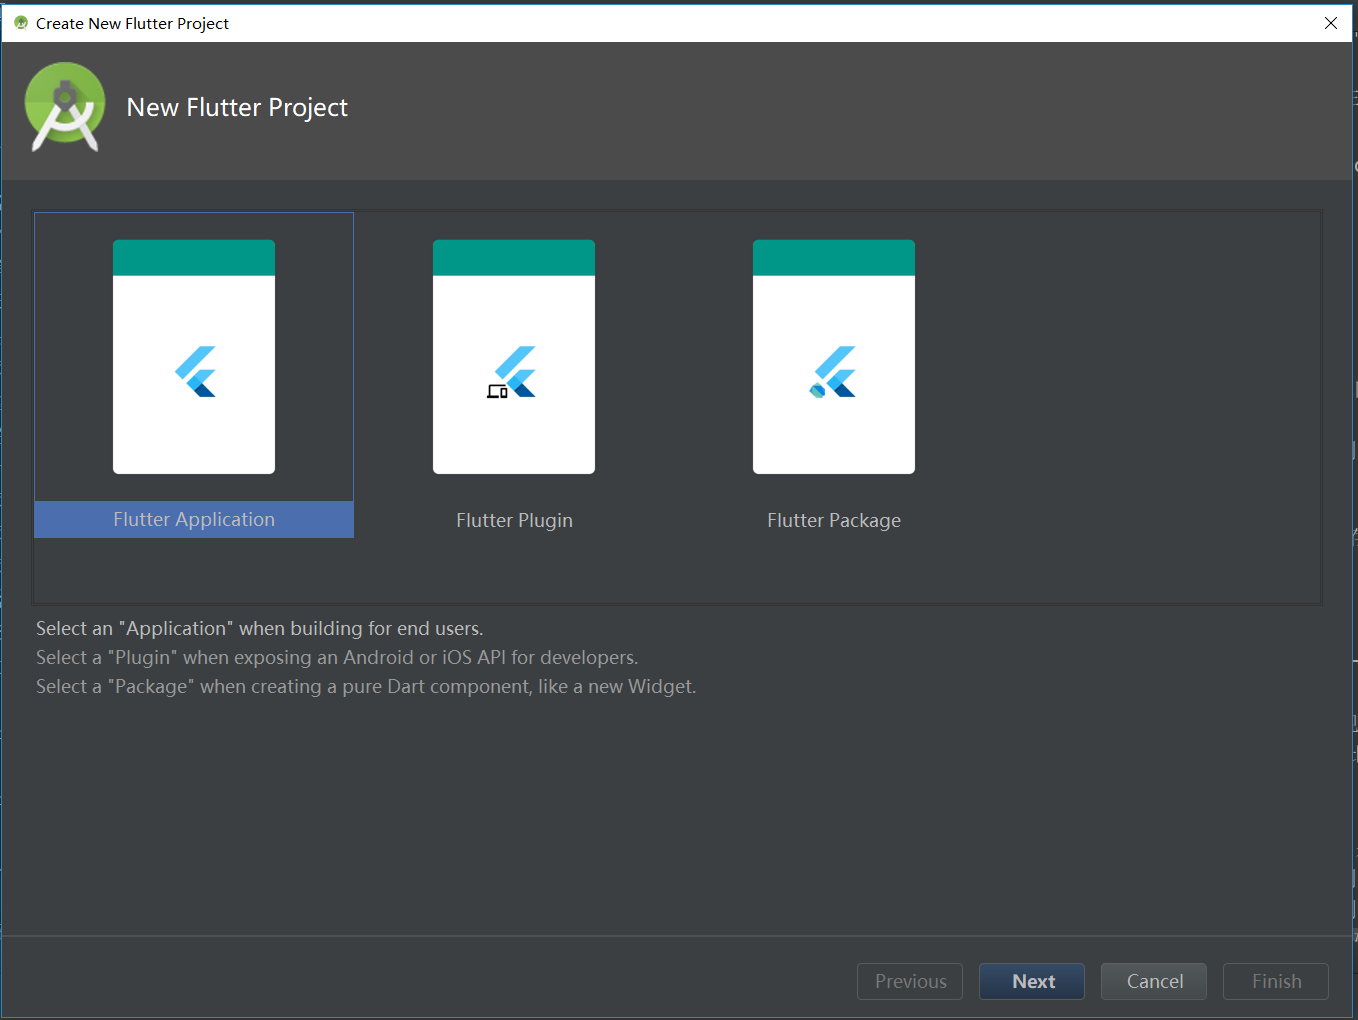 Create New Flutter Project
New Flutter Project
Flutter Application
Flutter Plugin
Flutter Package
Select an "Application" when building for end users.
Select a "Plugin" when exposing an Android or iOS API for developers.
Select a "Package" when creating a pure Dart component, like a new Widget.
Previous
Next
Cancel
Finish